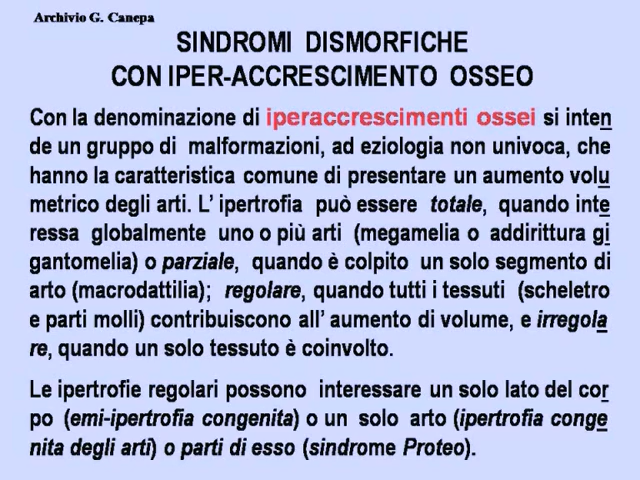 Archivio G. Canepa
SINDROMI DISMORFICHE
CON IPER-ACCRESCIMENTO OSSEO
Con la denominazione di iperaccrescimenti ossei si inten
de un gruppo di malformazioni, ad eziologia non univoca, che
hanno la caratteristica comune di presentare un aumento volu
metrico degli arti. L' ipertrofia può essere totale, quando inte
ressa globalmente uno o più arti (megamelia o addirittura gi
gantomelia) o parziale, quando è colpito un solo segmento di
arto (macrodattilia); regolare, quando tutti i tessuti (scheletro
e parti molli) contribuiscono all' aumento di volume, e irregola
re, quando un solo tessuto è coinvolto.
Le ipertrofie regolari possono interessare un solo lato del cor
po (emi-ipertrofia congenita) o un solo arto (ipertrofia conge
nita degli arti) o parti di esso (sindrome Proteo).